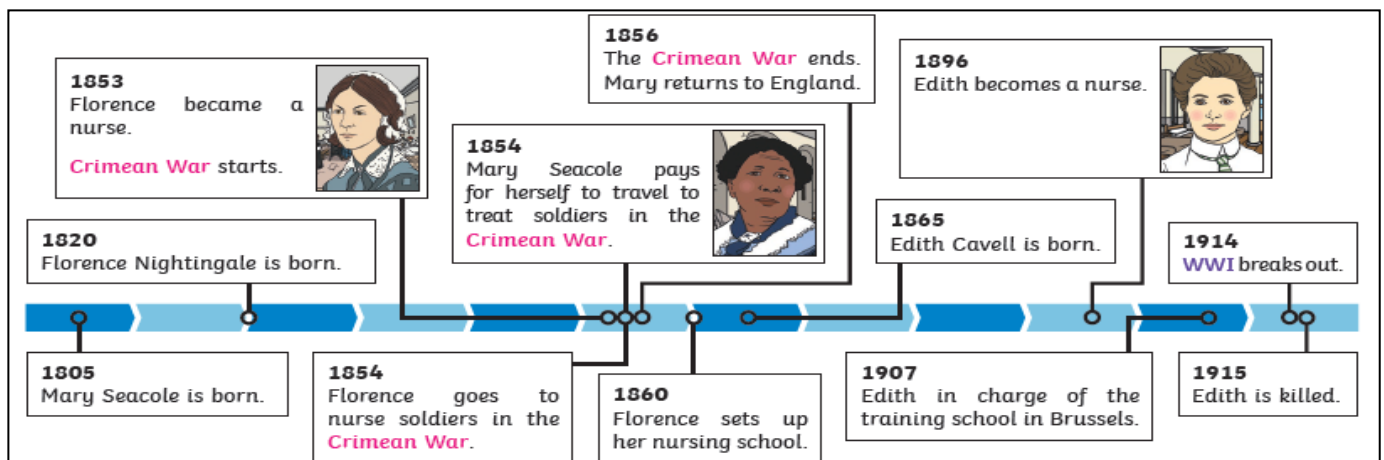 1856
The Crimean War ends.
Mary returns to England.
1853
Florence became a
nurse.
Crimean War starts.
1896
Edith becomes a nurse.
1854
Mary Seacole pays
for herself to travel to
treat soldiers in the
Crimean War.
1820
Florence Nightingale is born.
1865
Edith Cavell is born.
1914
WWI breaks out.
1805
Mary Seacole is born.
1854
Florence goes to
nurse soldiers in the
Crimean War.
1860
Florence sets up
her nursing school.
1907
Edith in charge of the
training school in Brussels.
1915
Edith is killed.